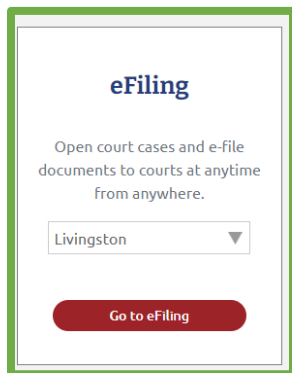 eFiling
Open court cases and e-file
documents to courts at anytime
from anywhere.
Livingston
Go to eFiling